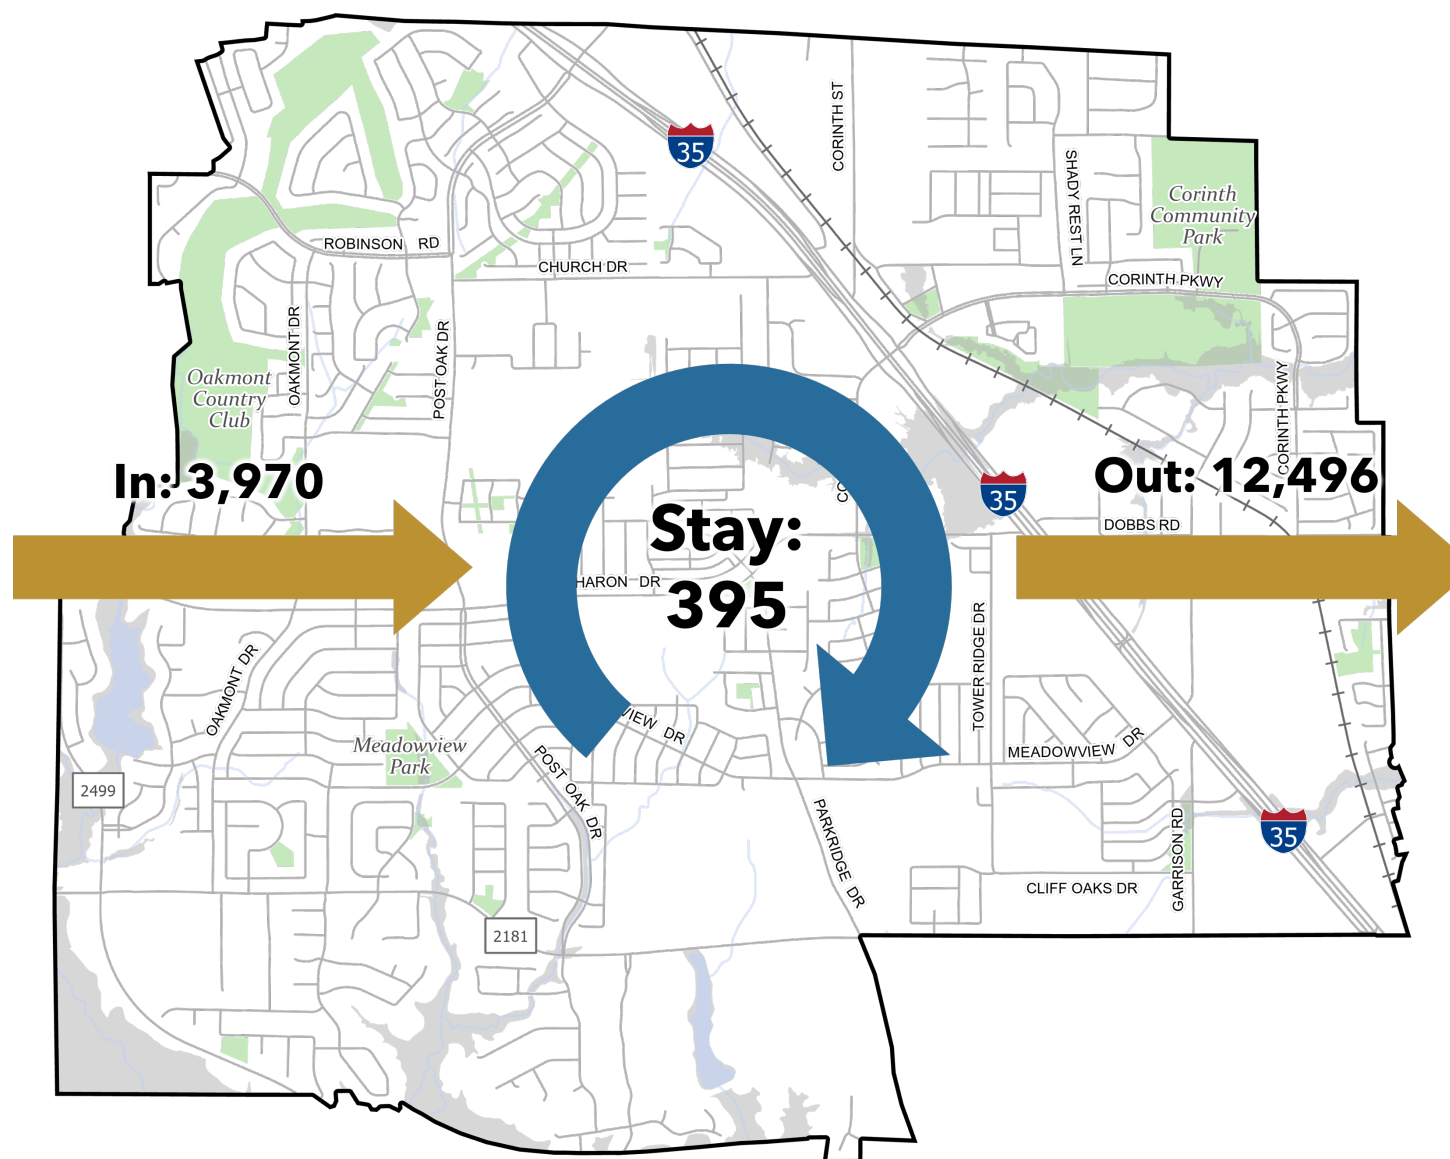 35
CORINTH ST
SHADY REST LN
Corinth
Community
Park
ROBINSON RD
CHURCH DR
CORINTH PKWY
OAKMONT DR
POST OAK DR
Oakmont
Country
Club
CORINTH PKWY
In: 3,970
Out: 12,496
CO
35
Stay:
395
DOBBS RD
HARON DR
OAKMONT DR
TOWER RIDGE DR
VIEW DR
Meadowview
Park
POST OAK DR
MEADOWVIEW DR
2499
PARKRIDGE DR
GARRISON RD
35
CLIFF OAKS DR
2181